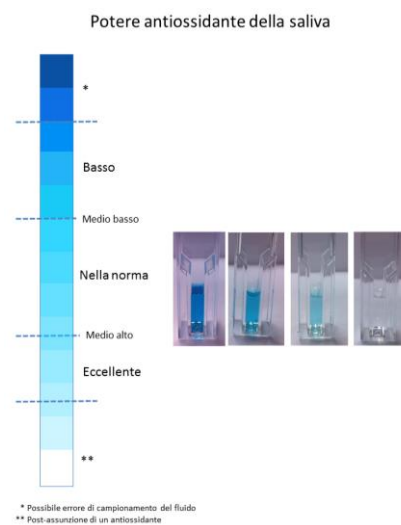 Potere antiossidante della saliva
*
Basso
Medio basso
Nella norma
Medio alto
Eccellente
**
* Possibile errore di campionamento del fluido
** Post-assunzione di un antiossidante